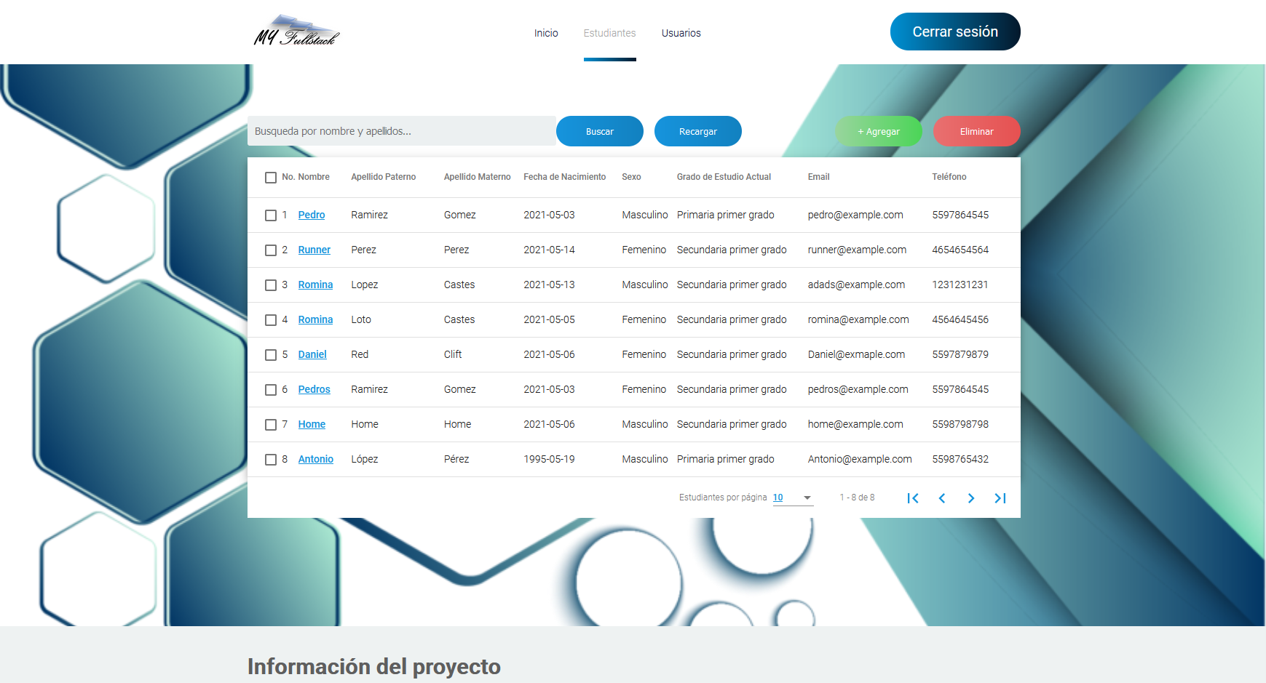 MY Fullstack
Inicio Estudiantes Usuarios Cerrar sesión
Busqueda por nombre y apelidos... Buscar Recargar + Agregar Eliminar
No. Nombre Apellido Paterno Apellido Materno Fecha de Nacimiento Sexo Grado de Estudio Actual Email Teléfono
1 Pedro Ramirez Gomez 2021-05-03 Masculino Primaria primer grado pedro@example.com 5597864545
2 Runner Perez Perez 2021-05-14 Femenino Secundaria primer grado runner@example.com 4654654564
3 Romina Lopez Castes 2021-05-13 Masculino Secundaria primer grado adads@example.com 1231231231
4 Romina Loto Castes 2021-05-05 Femenino Secundaria primer grado romina@example.com 4564645456
5 Daniel Red Clift 2021-05-06 Femenino Secundaria primer grado Daniel@exmaple.com 5597879879
6 Pedros Ramirez Gomez 2021-05-03 Femenino Secundaria primer grado pedros@example.com 5597864545
7 Home Home Home 2021-05-06 Masculino Secundaria primer grado home@example.com 5598798798
8 Antonio López Pérez 1995-05-19 Masculino Primaria primer grado Antonio@example.com 5598765432
Estudiantes por página 10 1 - 8 de 8
Información del proyecto